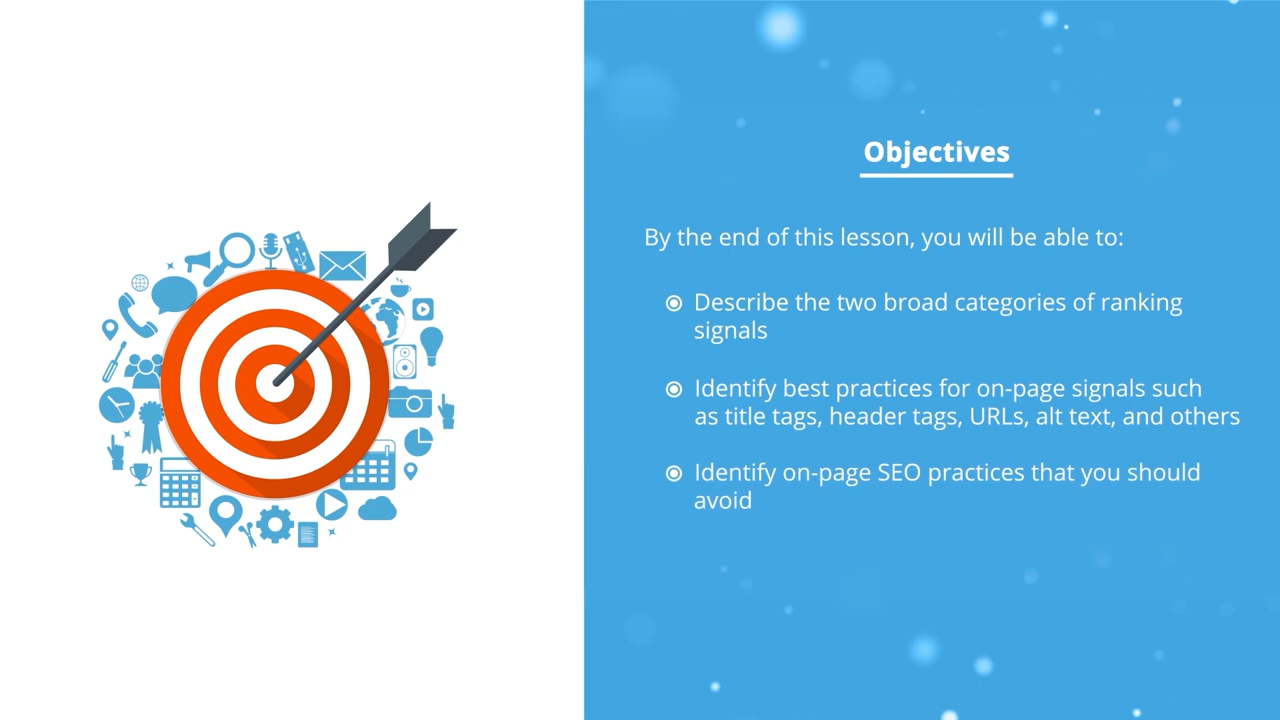 Objectives
By the end of this lesson, you will be able to:
Describe the two broad categories of ranking
signals
Identify best practices for on-page signals such
as title tags, header tags, URLs, alt text, and others
Identify on-page SEO practices that you should
avoid